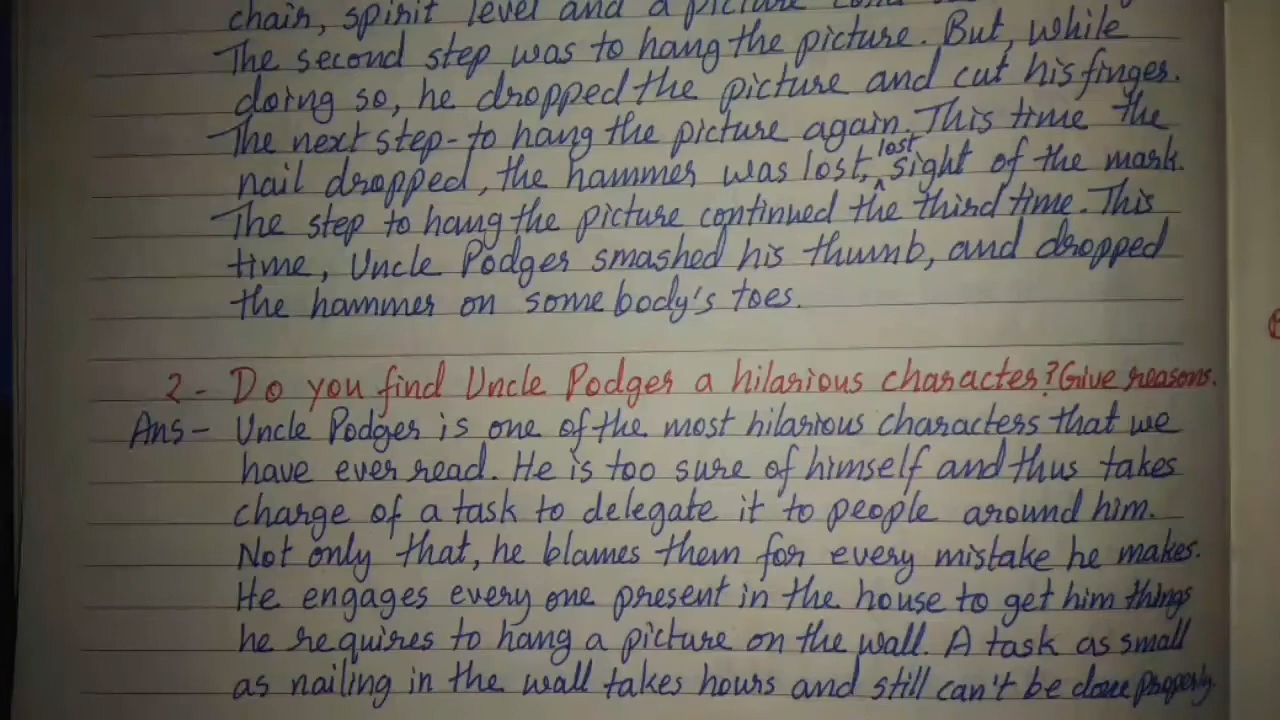 chair, spirit level and a picture
The second step was to hang the picture. But, while
doing so, he dropped the picture and cut his finger.
The next step - to hang the picture again. This time the
nail dropped, the hammer was lost, lost sight of the mark.
The step to hang the picture continued the third time. This
time, Uncle Podger smashed his thumb, and dropped
the hammer on somebody's toes.
2- Do you find Uncle Podger a hilarious character? Give reasons.
Ans- Uncle Podger is one of the most hilarious characters that we
have ever read. He is too sure of himself and thus takes
charge of a task to delegate it to people around him.
Not only that, he blames them for every mistake he makes.
He engages every one present in the house to get him things
he requires to hang a picture on the wall. A task as small
as nailing in the wall takes hours and still can't be done properly.